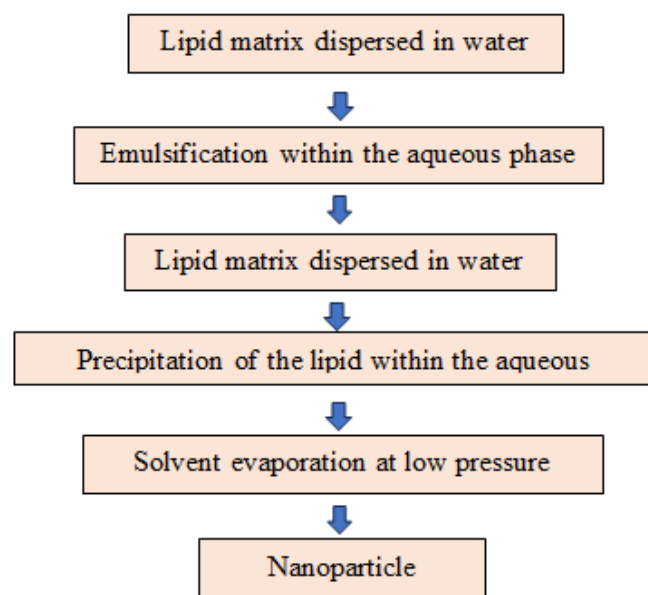 Lipid matrix dispersed in water
Emulsification within the aqueous phase
Lipid matrix dispersed in water
Precipitation of the lipid within the aqueous
Solvent evaporation at low pressure
Nanoparticle